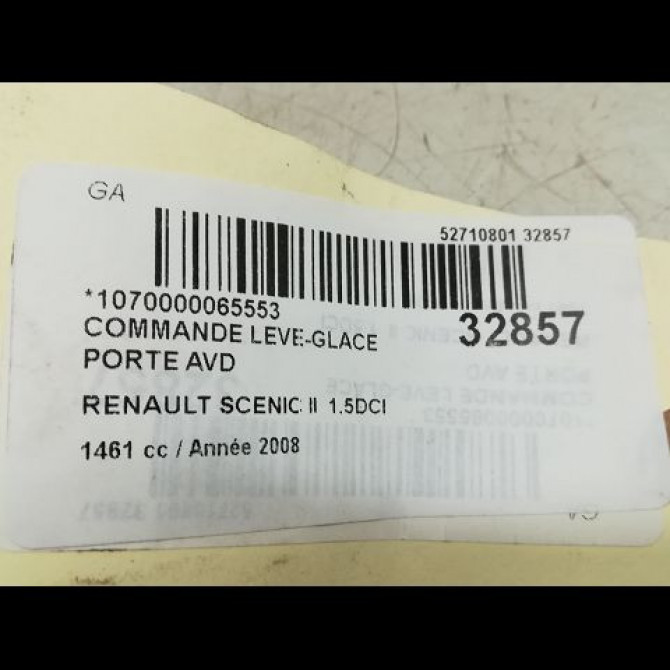 GA
52710801 32857
*1070000065553
32857
COMMANDE LEVE-GLACE
PORTE AVD
RENAULT SCENIC II 1.5DCI
1461 cc / Année 2008